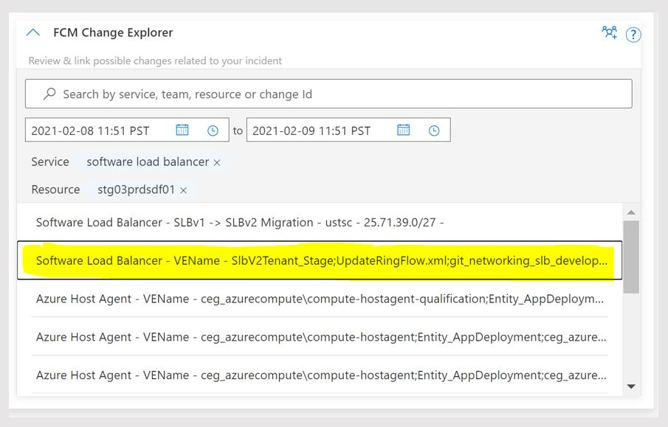 FCM Change Explorer
Review & link possible changes related to your incident
Search by service, team, resource or change Id
2021-02-08 11:51 PST to 2021-02-09 11:51 PST
Service software load balancer ×
Resource stg03prdsdf01 ×
Software Load Balancer - SLBv1 -> SLBv2 Migration - ustsc - 25.71.39.0/27 -
Software Load Balancer - VEName - SlbV2Tenant_Stage;UpdateRingFlow.xml;git_networking_slb_develop...
Azure Host Agent - VEName - ceg_azurecompute\compute-hostagent-qualification;Entity_AppDeploym...
Azure Host Agent - VEName - ceg_azurecompute\compute-hostagent;Entity_AppDeployment;ceg_azure...
Azure Host Agent - VEName - ceg_azurecompute\compute-hostagent;Entity_AppDeployment;ceg_azure...